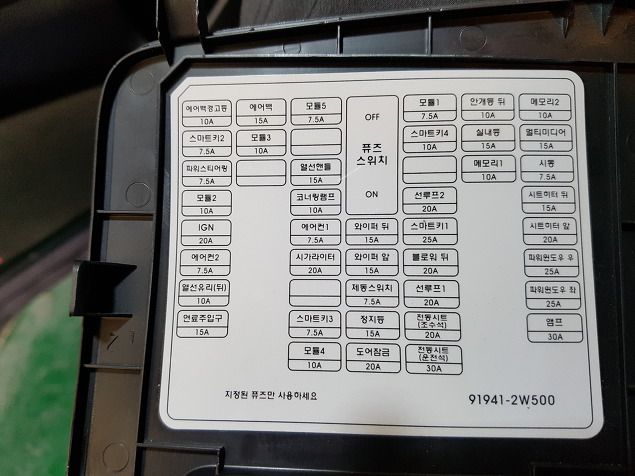 에어백경고등 에어백 모듈5 OFF 모듈1 안개등 뒤 메모리2
10A 15A 7.5A 7.5A 10A 10A
스마트키2 모듈3 스마트키4 실내등 멀티미디어
7.5A 10A 퓨즈 10A 15A 15A
스위치
파워스티어링 열선핸들 메모리1 시동
7.5A 15A 10A 7.5A
모듈2 코너링램프 ON 선루프2 시트히터 뒤
10A 10A 20A 15A
IGN 에어컨1 와이퍼 뒤 스마트키1 시트히터 앞
20A 7.5A 15A 25A 20A
에어컨2 시가라이터 와이퍼 앞 블로워 뒤 파워윈도우 우
7.5A 20A 15A 20A 25A
열선유리(뒤) 제동스위치 선루프1 파워윈도우 좌
10A 7.5A 20A 25A
연료주입구 스마트키3 정지등 전동시트 앰프
(조수석)
15A 7.5A 15A 20A 30A
모듈4 도어잠금 전동시트
(운전석)
10A 20A 30A
지정된 퓨즈만 사용하세요 91941-2W500